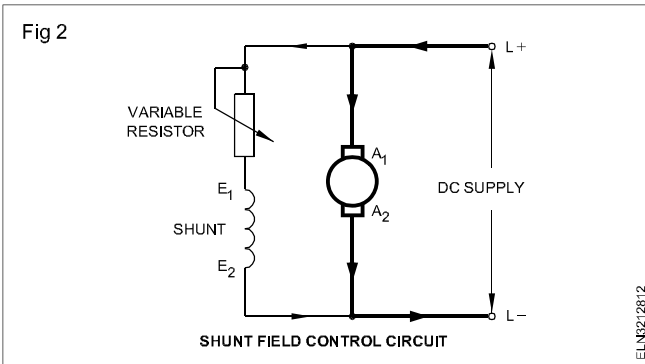 Fig 2
L+
VARIABLE
RESISTOR
A1
E1
DC SUPPLY
A2
SHUNT
E2
L−
SHUNT FIELD CONTROL CIRCUIT
ELN3212812